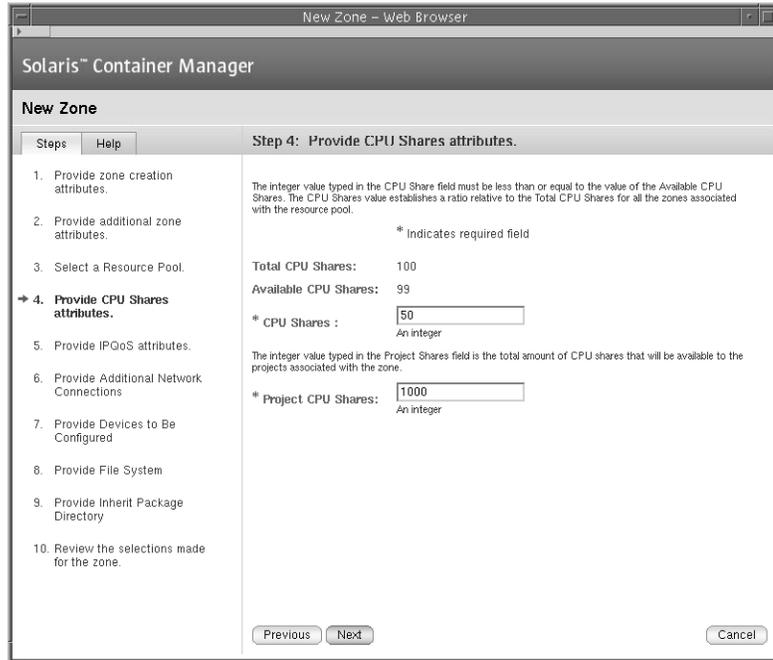 New Zone – Web Browser
Solaris™ Container Manager
New Zone
Steps
Help
1. Provide zone creation
attributes.
2. Provide additional zone
attributes.
3. Select a Resource Pool.
4. Provide CPU Shares
attributes.
5. Provide IPQoS attributes.
6. Provide Additional Network
Connections
7. Provide Devices to Be
Configured
8. Provide File System
9. Provide Inherit Package
Directory
10. Review the selections made
for the zone.
Step 4: Provide CPU Shares attributes.
The integer value typed in the CPU Share field must be less than or equal to the value of the Available CPU
Shares. The CPU Shares value establishes a ratio relative to the Total CPU Shares for all the zones associated
with the resource pool.
* Indicates required field
Total CPU Shares: 100
Available CPU Shares: 99
* CPU Shares : 50
An integer
The integer value typed in the Project Shares field is the total amount of CPU shares that will be available to the
projects associated with the zone.
* Project CPU Shares: 1000
An integer
Previous
Next
Cancel